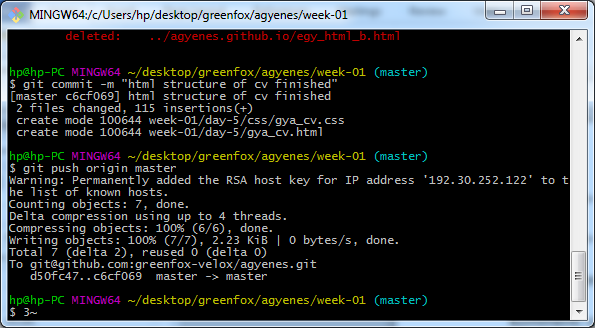 MINGW64:/c/Users/hp/desktop/greenfox/agyenes/week-01
deleted: ../agyenes.github.io/egy_html_b.html
hp@hp-PC MINGW64 ~/desktop/greenfox/agyenes/week-01 (master)
$ git commit -m "html structure of cv finished"
[master c6cf069] html structure of cv finished
2 files changed, 115 insertions(+)
create mode 100644 week-01/day-5/css/gya_cv.css
create mode 100644 week-01/day-5/gya_cv.html
hp@hp-PC MINGW64 ~/desktop/greenfox/agyenes/week-01 (master)
$ git push origin master
Warning: Permanently added the RSA host key for IP address '192.30.252.122' to t
he list of known hosts.
Counting objects: 7, done.
Delta compression using up to 4 threads.
Compressing objects: 100% (6/6), done.
Writing objects: 100% (7/7), 2.23 KiB | 0 bytes/s, done.
Total 7 (delta 2), reused 0 (delta 0)
To git@github.com:greenfox-velox/agyenes.git
d50fc47..c6cf069 master -> master
hp@hp-PC MINGW64 ~/desktop/greenfox/agyenes/week-01 (master)
$ 3~